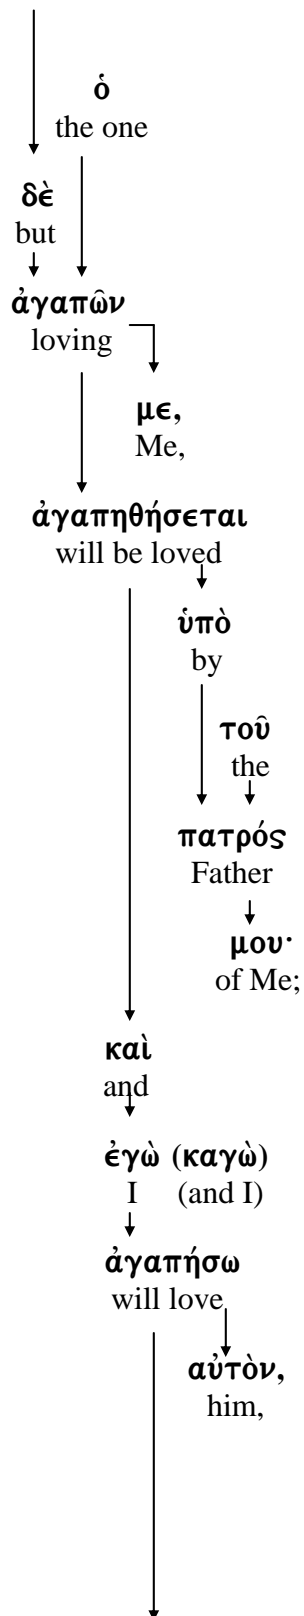 ὁ
the one
δὲ
but
ἀγαπῶν
loving
με,
Me,
ἀγαπηθήσεται
will be loved
ὑπὸ
by
τοῦ
the
πατρός
Father
μου·
of Me;
καὶ
and
ἐγὼ (καγὼ)
I (and I)
ἀγαπήσω
will love
αὐτὸν,
him,